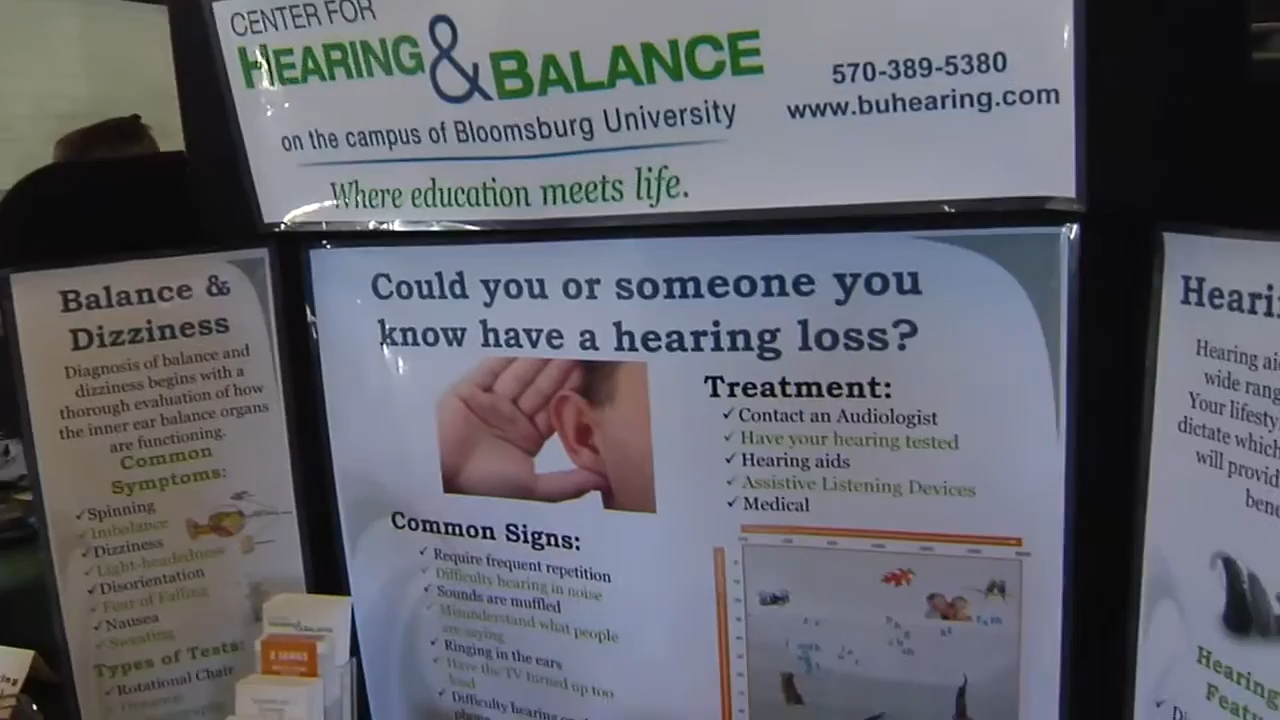 CENTER FOR
HEARING & BALANCE
on the campus of Bloomsburg University
Where education meets life.
570-389-5380
www.buhearing.com
Balance &
Dizziness
Diagnosis of balance and
dizziness begins with a
thorough evaluation of how
the inner ear balance organs
are functioning.
Common
Symptoms:
✓Spinning
✓Imbalance
✓Dizziness
✓Light-headedness
✓Disorientation
✓Fear of Falling
✓Nausea
✓Sweating
Types of Tests:
✓Rotational Chair
Could you or someone you
know have a hearing loss?
Common Signs:
✓ Require frequent repetition
✓ Difficulty hearing in noise
✓ Sounds are muffled
✓ Misunderstand what people
are saying
✓ Ringing in the ears
✓ Have the TV turned up too
loud
✓ Difficulty hearing
phone
Treatment:
✓Contact an Audiologist
✓Have your hearing tested
✓Hearing aids
✓Assistive Listening Devices
✓Medical
Heari
Hearing ai
wide rang
Your lifesty
dictate which
will provid
bene
Hearing
Featu